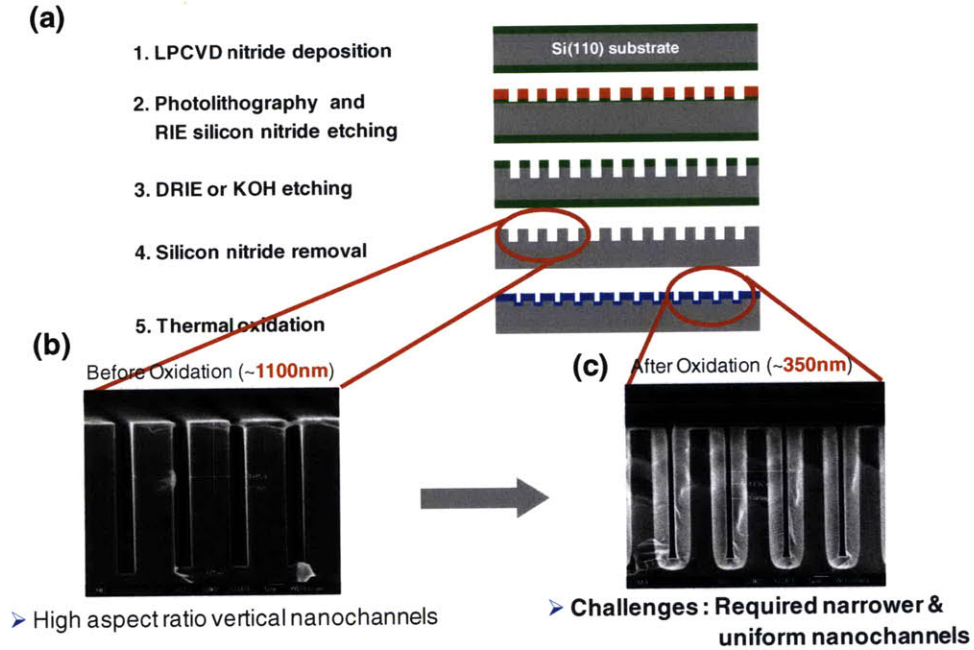 (a)
1. LPCVD nitride deposition
Si(110) substrate
2. Photolithography and
RIE silicon nitride etching
3. DRIE or KOH etching
4. Silicon nitride removal
5. Thermal oxidation
(b)
Before Oxidation (~1100nm)
(c)
After Oxidation (~350nm)
➢ High aspect ratio vertical nanochannels
➢ Challenges : Required narrower &
uniform nanochannels